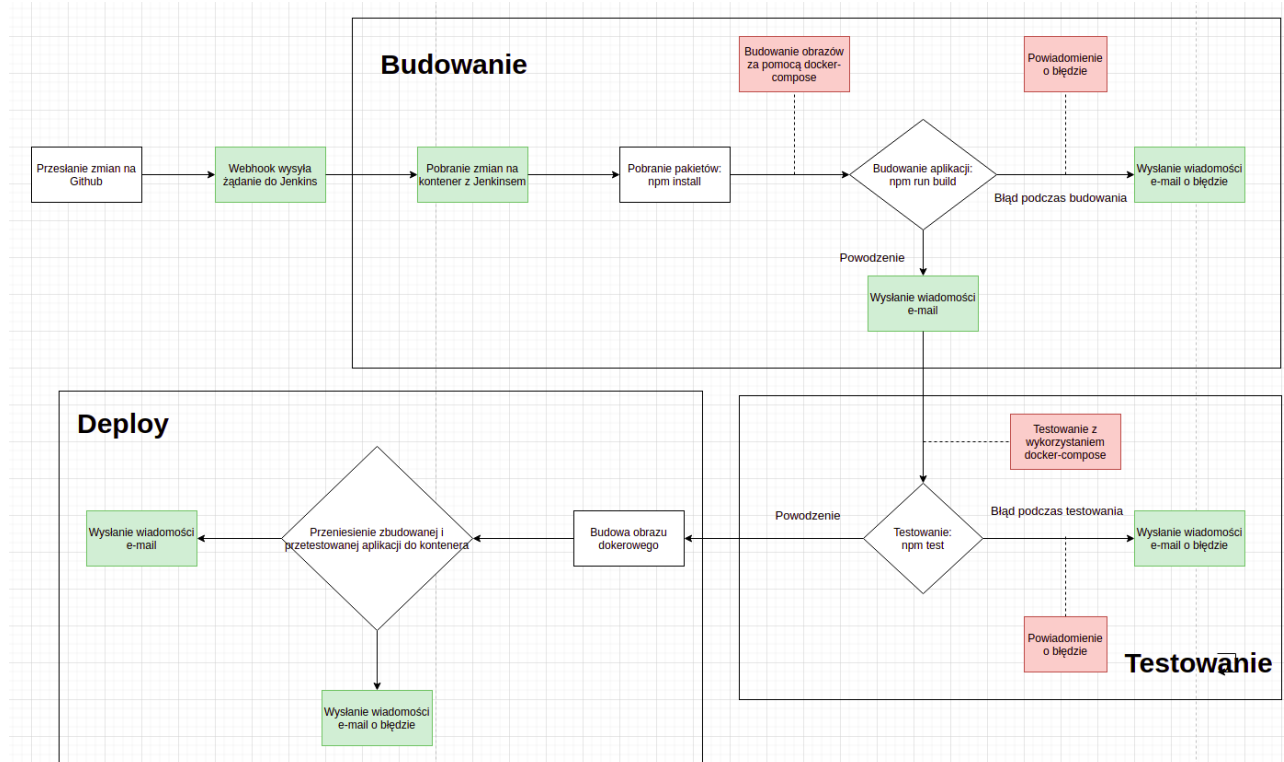 Budowanie
Budowanie obrazów
za pomocą docker-
compose
Powiadomienie
o błędzie
Przesłanie zmian na
Github
Webhook wysyła
żądanie do Jenkins
Pobranie zmian na
kontener z Jenkinsem
Pobranie pakietów:
npm install
Budowanie aplikacji:
npm run build
Błąd podczas budowania
Wysłanie wiadomości
e-mail o błędzie
Powodzenie
Wysłanie wiadomości
e-mail
Deploy
Wysłanie wiadomości
e-mail
Przeniesienie zbudowanej i
przetestowanej aplikacji do kontenera
Budowa obrazu
dokerowego
Wysłanie wiadomości
e-mail o błędzie
Testowanie z
wykorzystaniem
docker-compose
Powodzenie
Testowanie:
npm test
Błąd podczas testowania
Wysłanie wiadomości
e-mail o błędzie
Powiadomienie
o błędzie
Testowanie